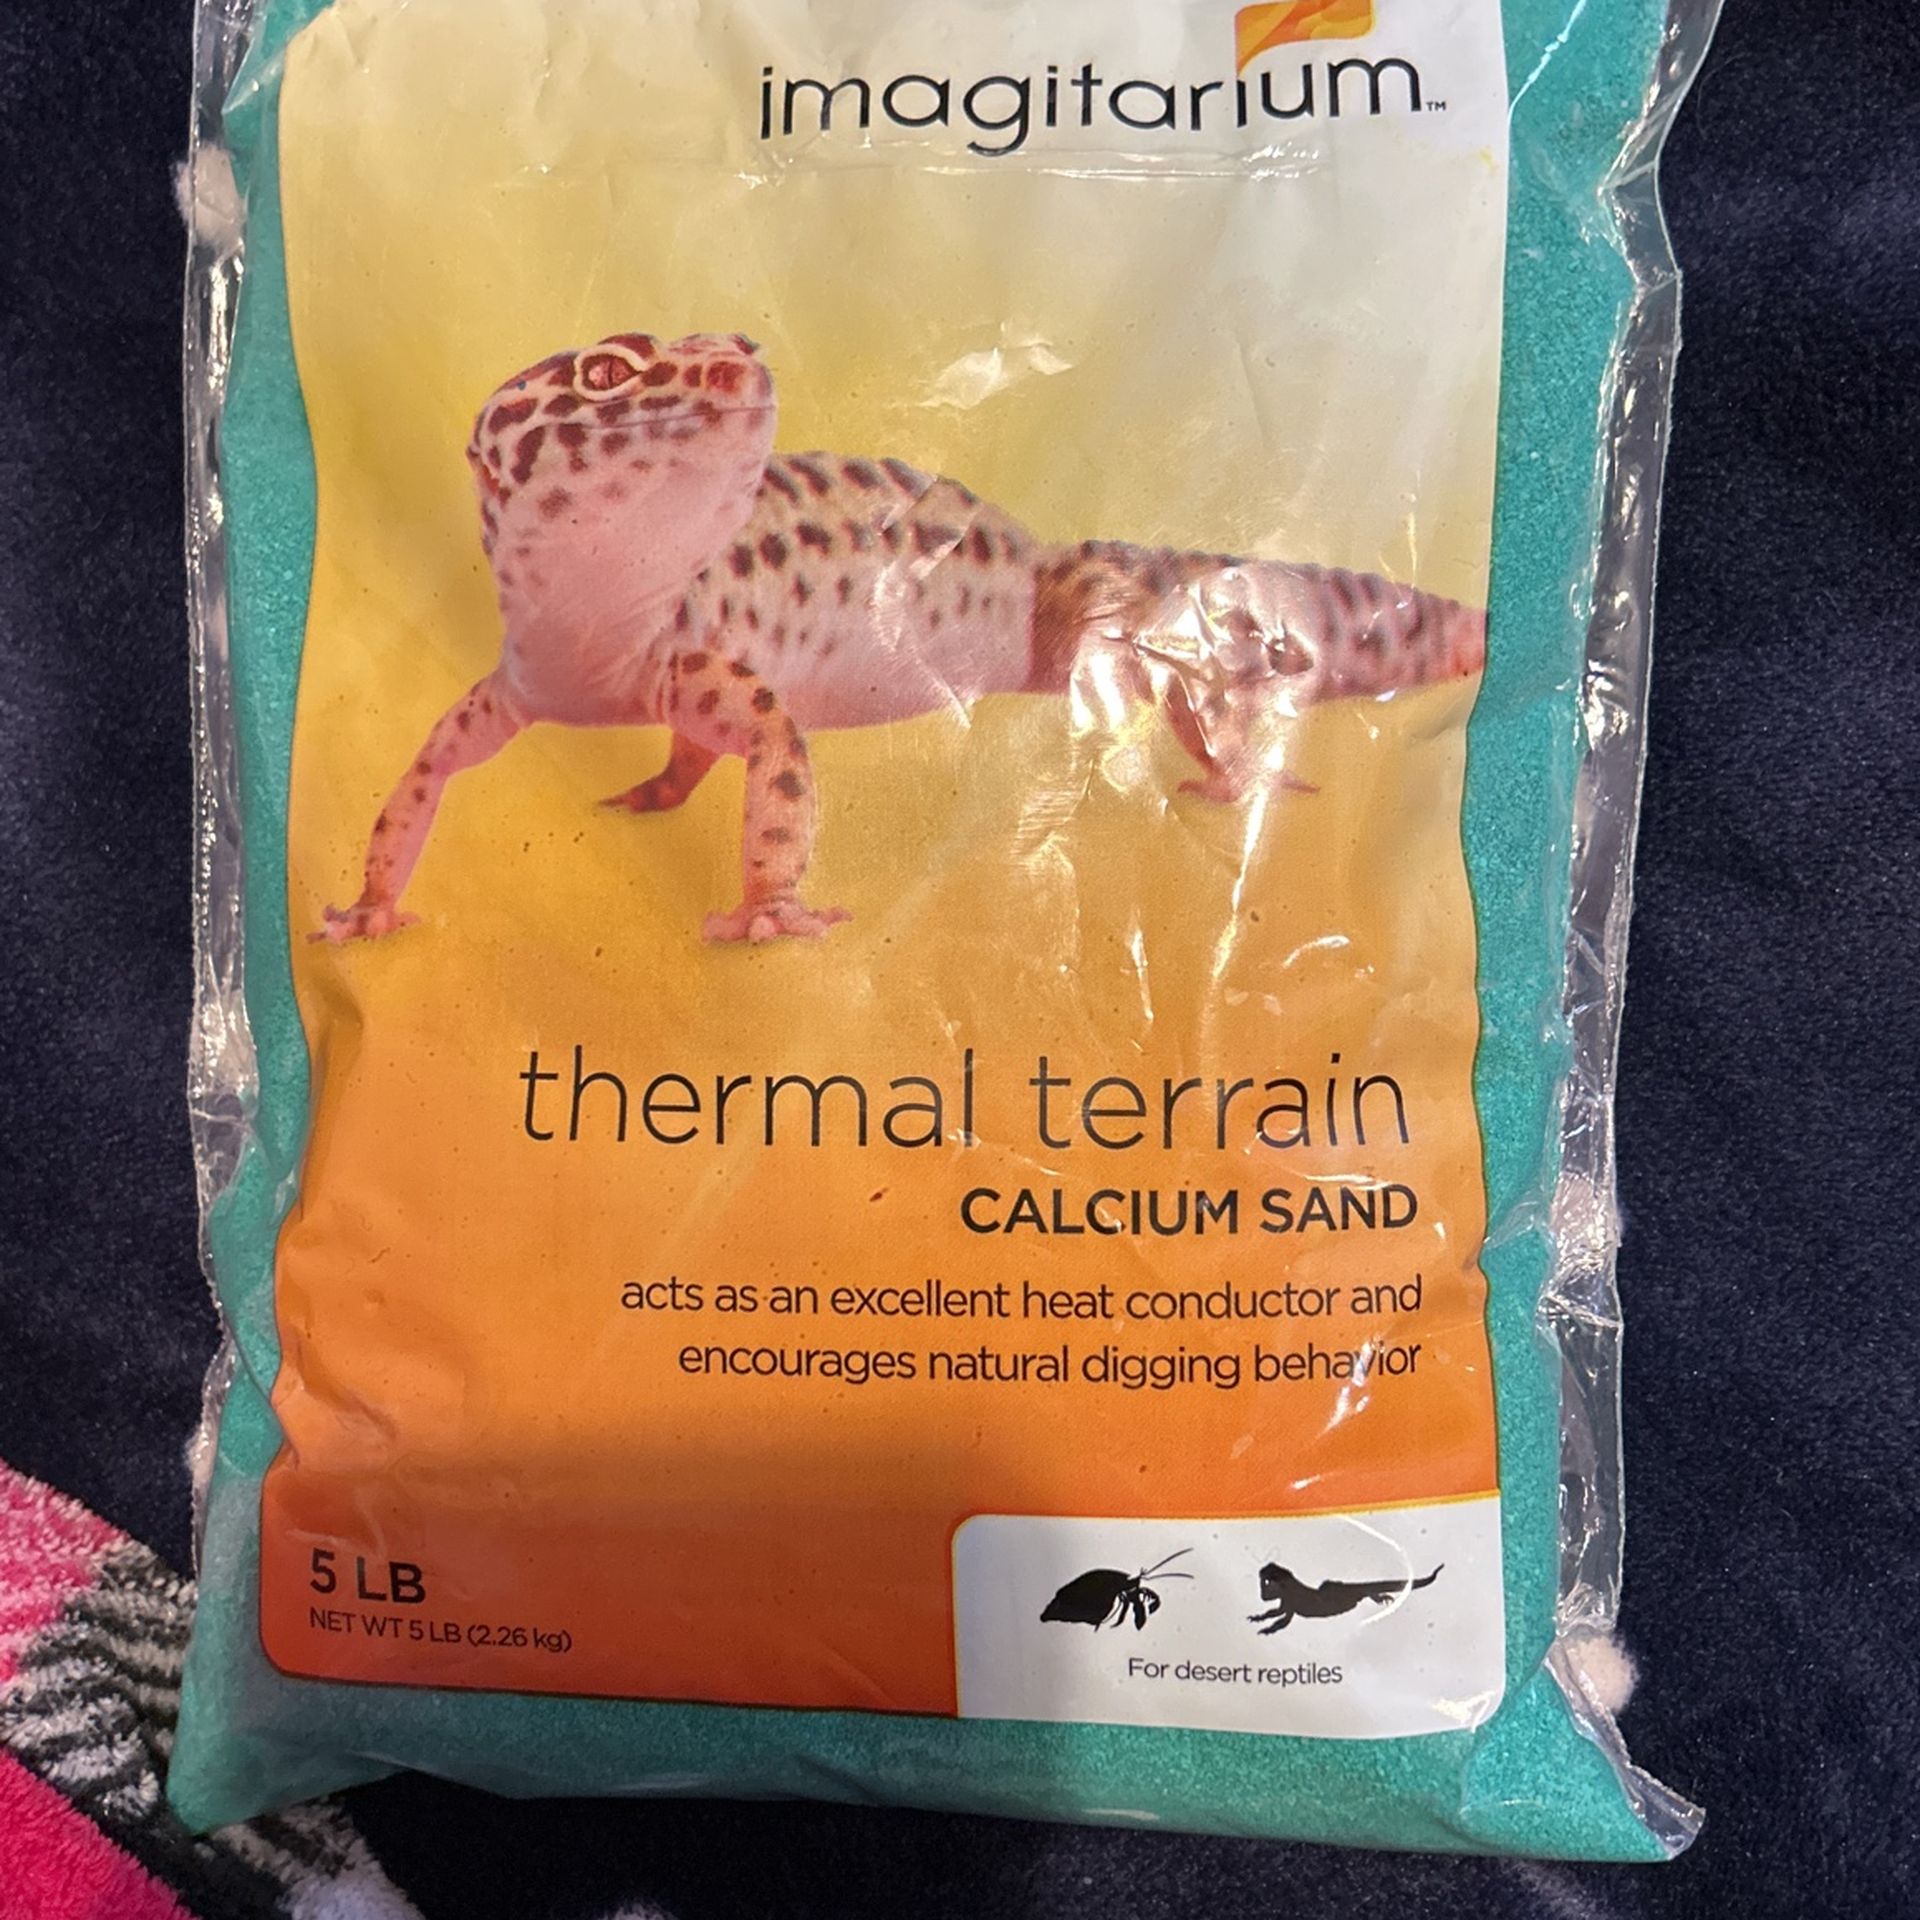 imagitarium™
thermal terrain
CALCIUM SAND
acts as an excellent heat conductor and
encourages natural digging behavior
5 LB
NET WT 5 LB (2.26 kg)
For desert reptiles